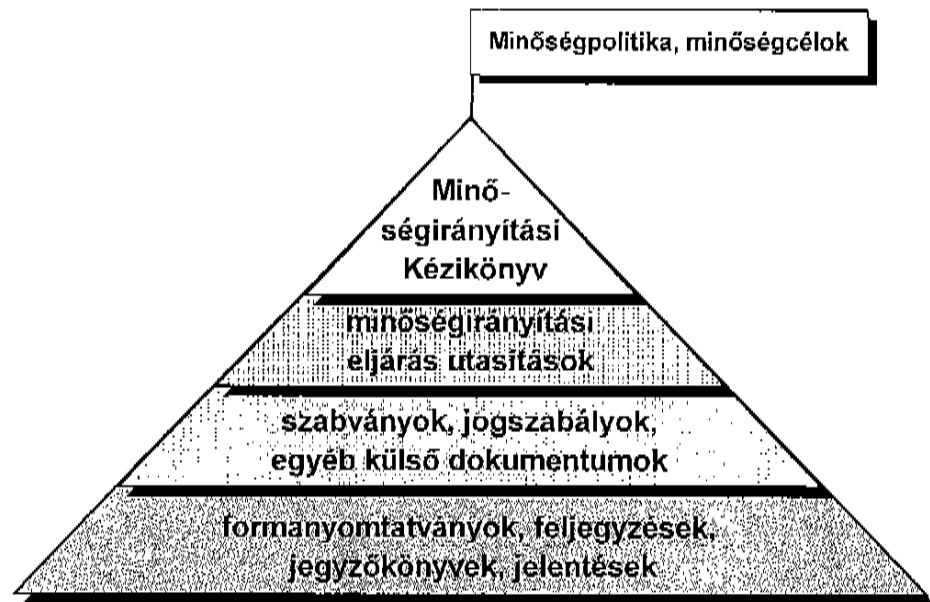 Minőségpolitika, minőségcélok
Minő-
ségirányítási
Kézikönyv
minőségirányítási
eljárás utasítások
szabványok, jogszabályok,
egyéb külső dokumentumok
formanyomtatványok, feljegyzések,
jegyzőkönyvek, jelentések